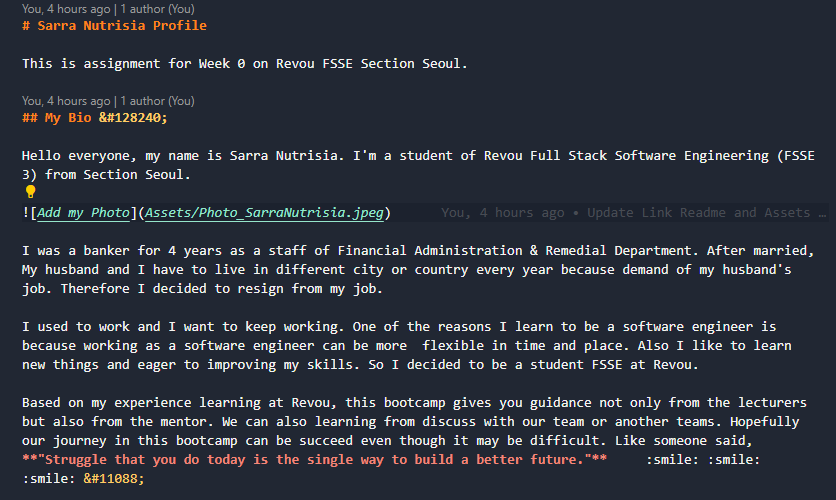 You, 4 hours ago | 1 author (You)
# Sarra Nutrisia Profile
This is assignment for Week 0 on Revou FSSE Section Seoul.
You, 4 hours ago | 1 author (You)
## My Bio &#128240;
Hello everyone, my name is Sarra Nutrisia. I'm a student of Revou Full Stack Software Engineering (FSSE
3) from Section Seoul.
![Add my Photo](Assets/Photo_SarraNutrisia.jpeg) You, 4 hours ago • Update Link Readme and Assets …
I was a banker for 4 years as a staff of Financial Administration & Remedial Department. After married,
My husband and I have to live in different city or country every year because demand of my husband's
job. Therefore I decided to resign from my job.
I used to work and I want to keep working. One of the reasons I learn to be a software engineer is
because working as a software engineer can be more  flexible in time and place. Also I like to learn
new things and eager to improving my skills. So I decided to be a student FSSE at Revou.
Based on my experience learning at Revou, this bootcamp gives you guidance not only from the lecturers
but also from the mentor. We can also learning from discuss with our team or another teams. Hopefully
our journey in this bootcamp can be succeed even though it may be difficult. Like someone said,
**"Struggle that you do today is the single way to build a better future."** :smile: :smile:
:smile: &#11088;